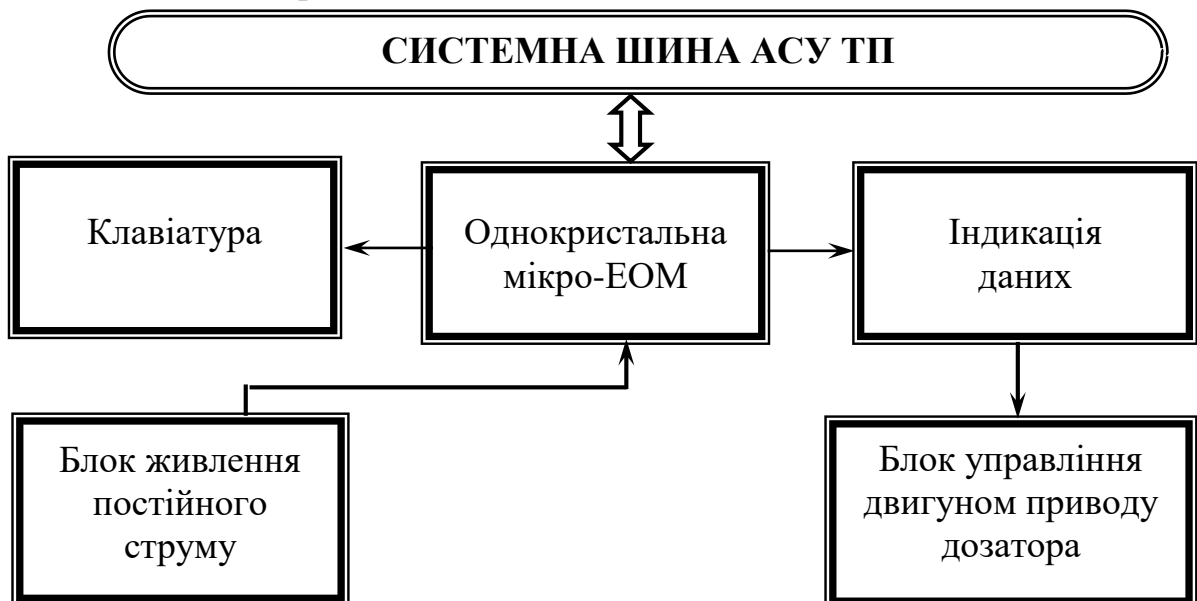 СИСТЕМНА ШИНА АСУ ТП
Клавіатура
Однокристальна
мікро-ЕОМ
Індикація
даних
Блок живлення
постійного
струму
Блок управління
двигуном приводу
дозатора